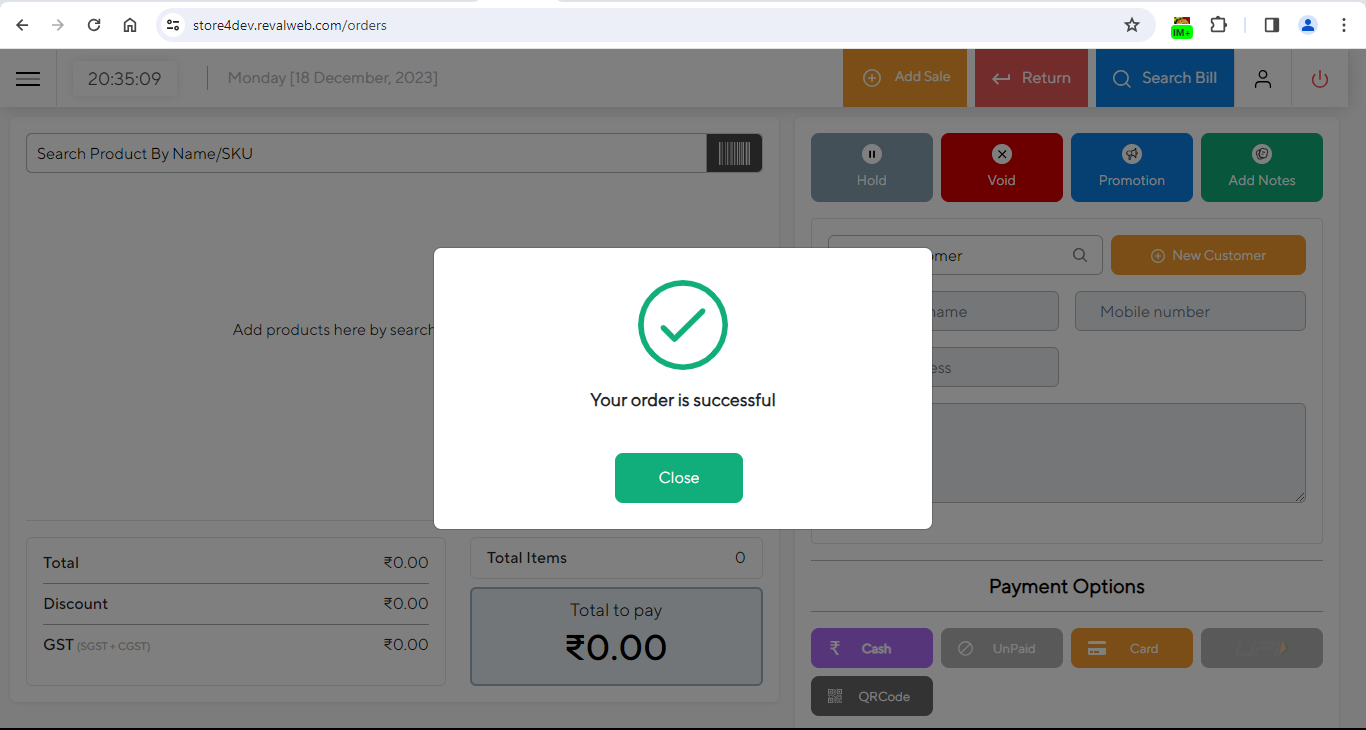 store4dev.revalweb.com/orders
IM+
20:35:09
Monday [18 December, 2023]
Add Sale
Return
Search Bill
Search Product By Name/SKU
Hold
Void
Promotion
Add Notes
New Customer
Mobile number
Add products here by search
Your order is successful
Close
Total ₹0.00
Discount ₹0.00
GST (SGST + CGST) ₹0.00
Total Items 0
Total to pay
₹0.00
Payment Options
₹ Cash
UnPaid
Card
QRCode